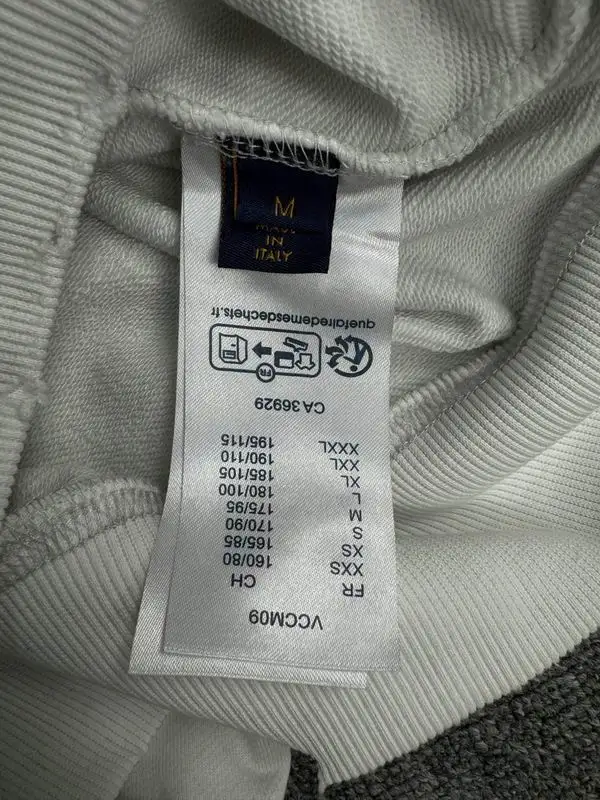 M
MADE
IN
ITALY
VCCM09
FR CH
XXS 160/80
XS 165/85
S 170/90
M 175/95
L 180/100
XL 185/105
XXL 190/110
XXXL 195/115
CA 36929
FR
quefairedemesdechets.fr